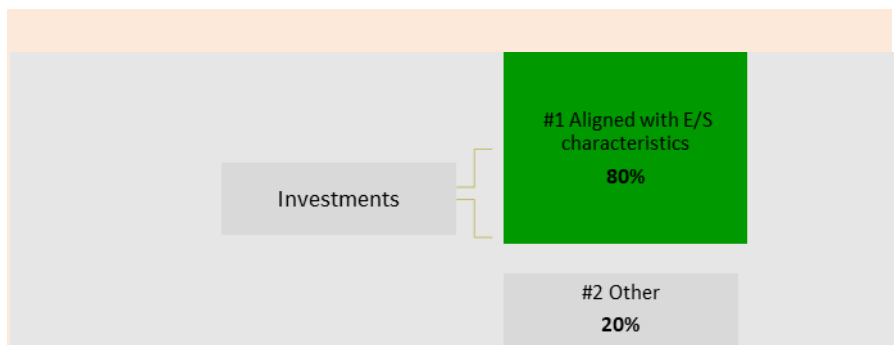 #1 Aligned with E/S
characteristics
80%
Investments
#2 Other
20%